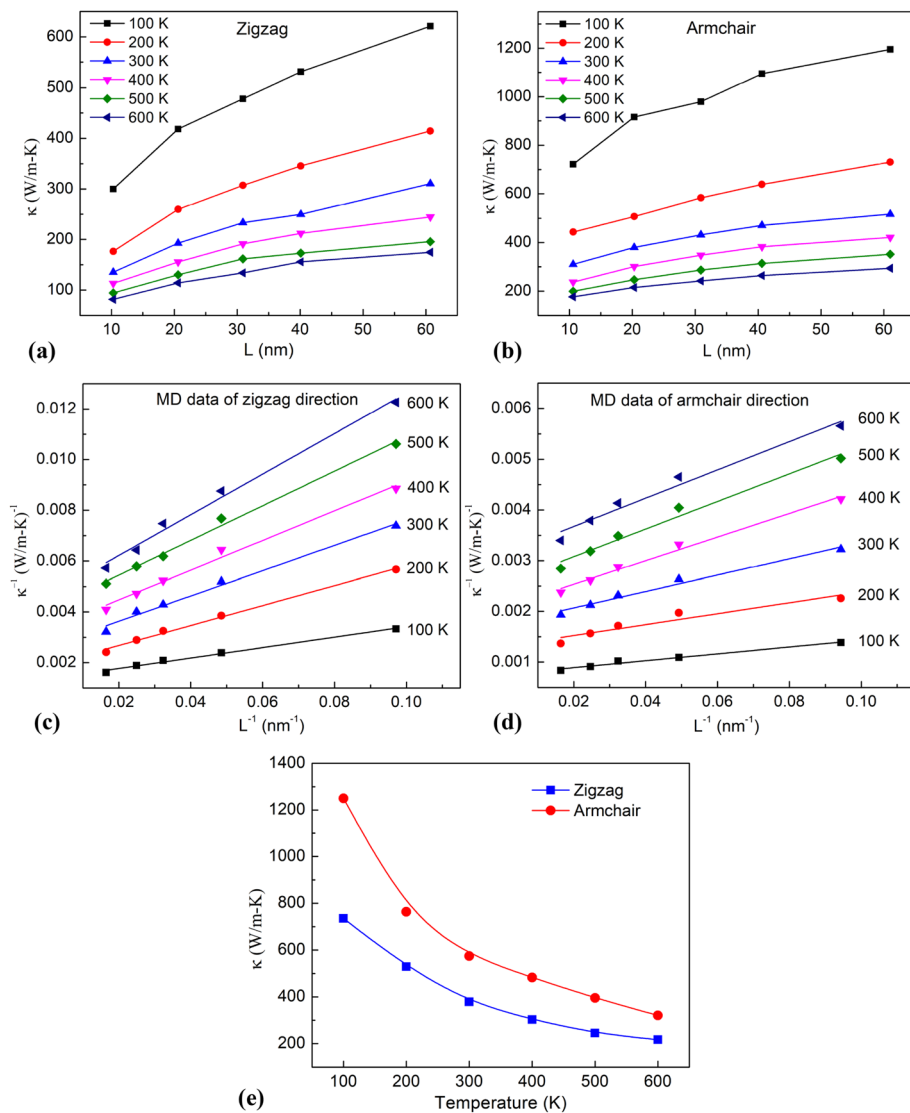 Zigzag
100 K
200 K
300 K
400 K
500 K
600 K
κ (W/m-K)
600
500
400
300
200
100
10 20 30 40 50 60
L (nm)
(a)
Armchair
100 K
200 K
300 K
400 K
500 K
600 K
κ (W/m-K)
1200
1000
800
600
400
200
10 20 30 40 50 60
L (nm)
(b)
MD data of zigzag direction
600 K
500 K
400 K
300 K
200 K
100 K
κ⁻¹ (W/m-K)⁻¹
0.012
0.010
0.008
0.006
0.004
0.002
0.02 0.04 0.06 0.08 0.10
L⁻¹ (nm⁻¹)
(c)
MD data of armchair direction
600 K
500 K
400 K
300 K
200 K
100 K
κ⁻¹ (W/m-K)⁻¹
0.006
0.005
0.004
0.003
0.002
0.001
0.02 0.04 0.06 0.08 0.10
L⁻¹ (nm⁻¹)
(d)
Zigzag
Armchair
κ (W/m-K)
1400
1200
1000
800
600
400
200
100 200 300 400 500 600
Temperature (K)
(e)